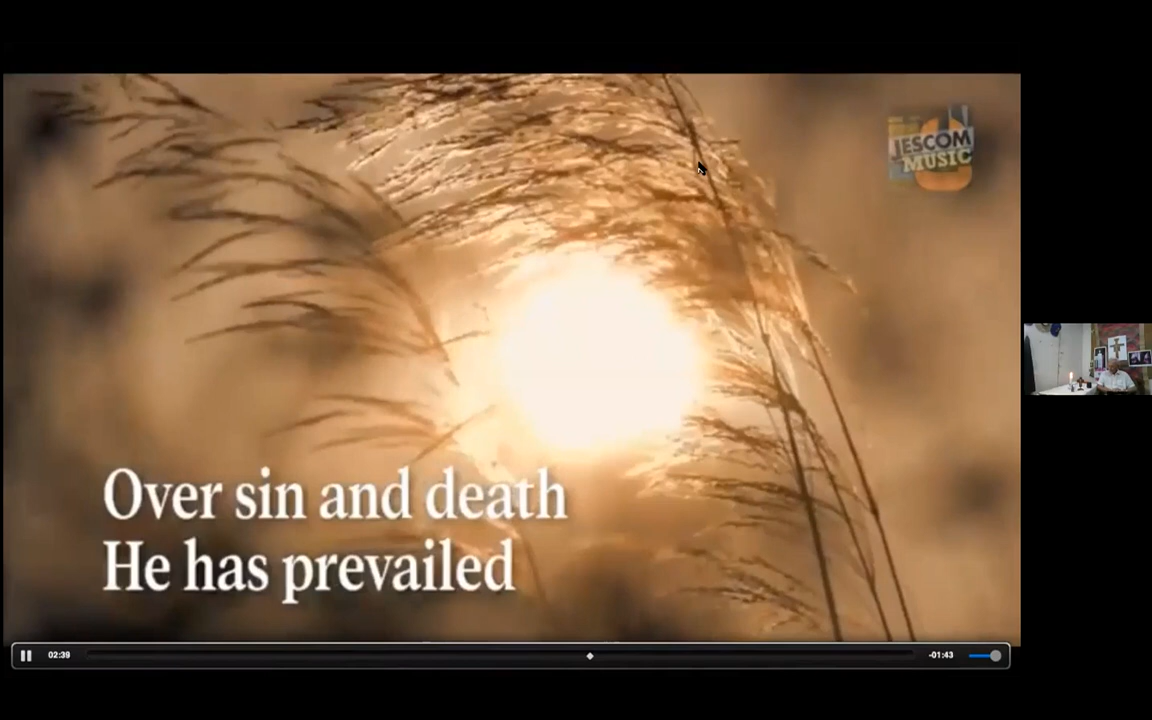 JESCOM
MUSIC
Over sin and death
He has prevailed
02:39
-01:43